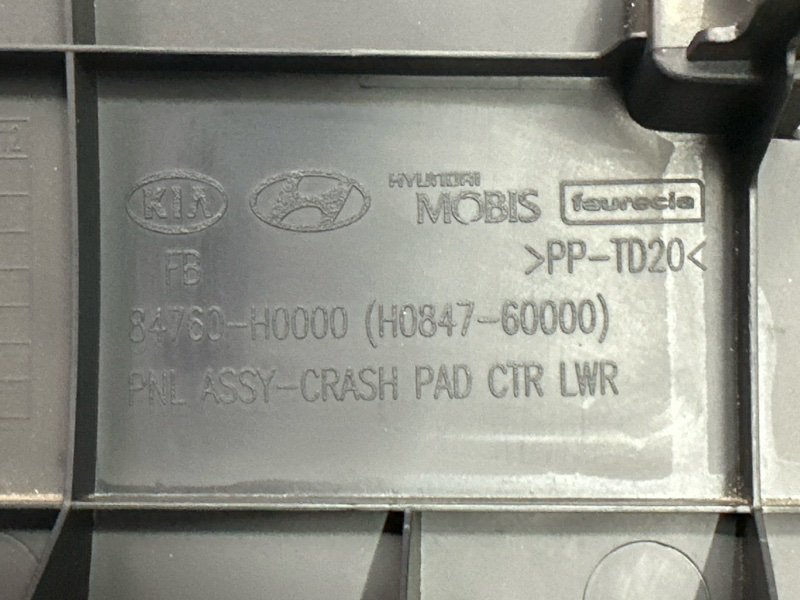 KIA
HYUNDAI
MOBIS
faurecia
FB
>PP-TD20<
84760-H0000 (H0847-60000)
PNL ASSY-CRASH PAD CTR LWR